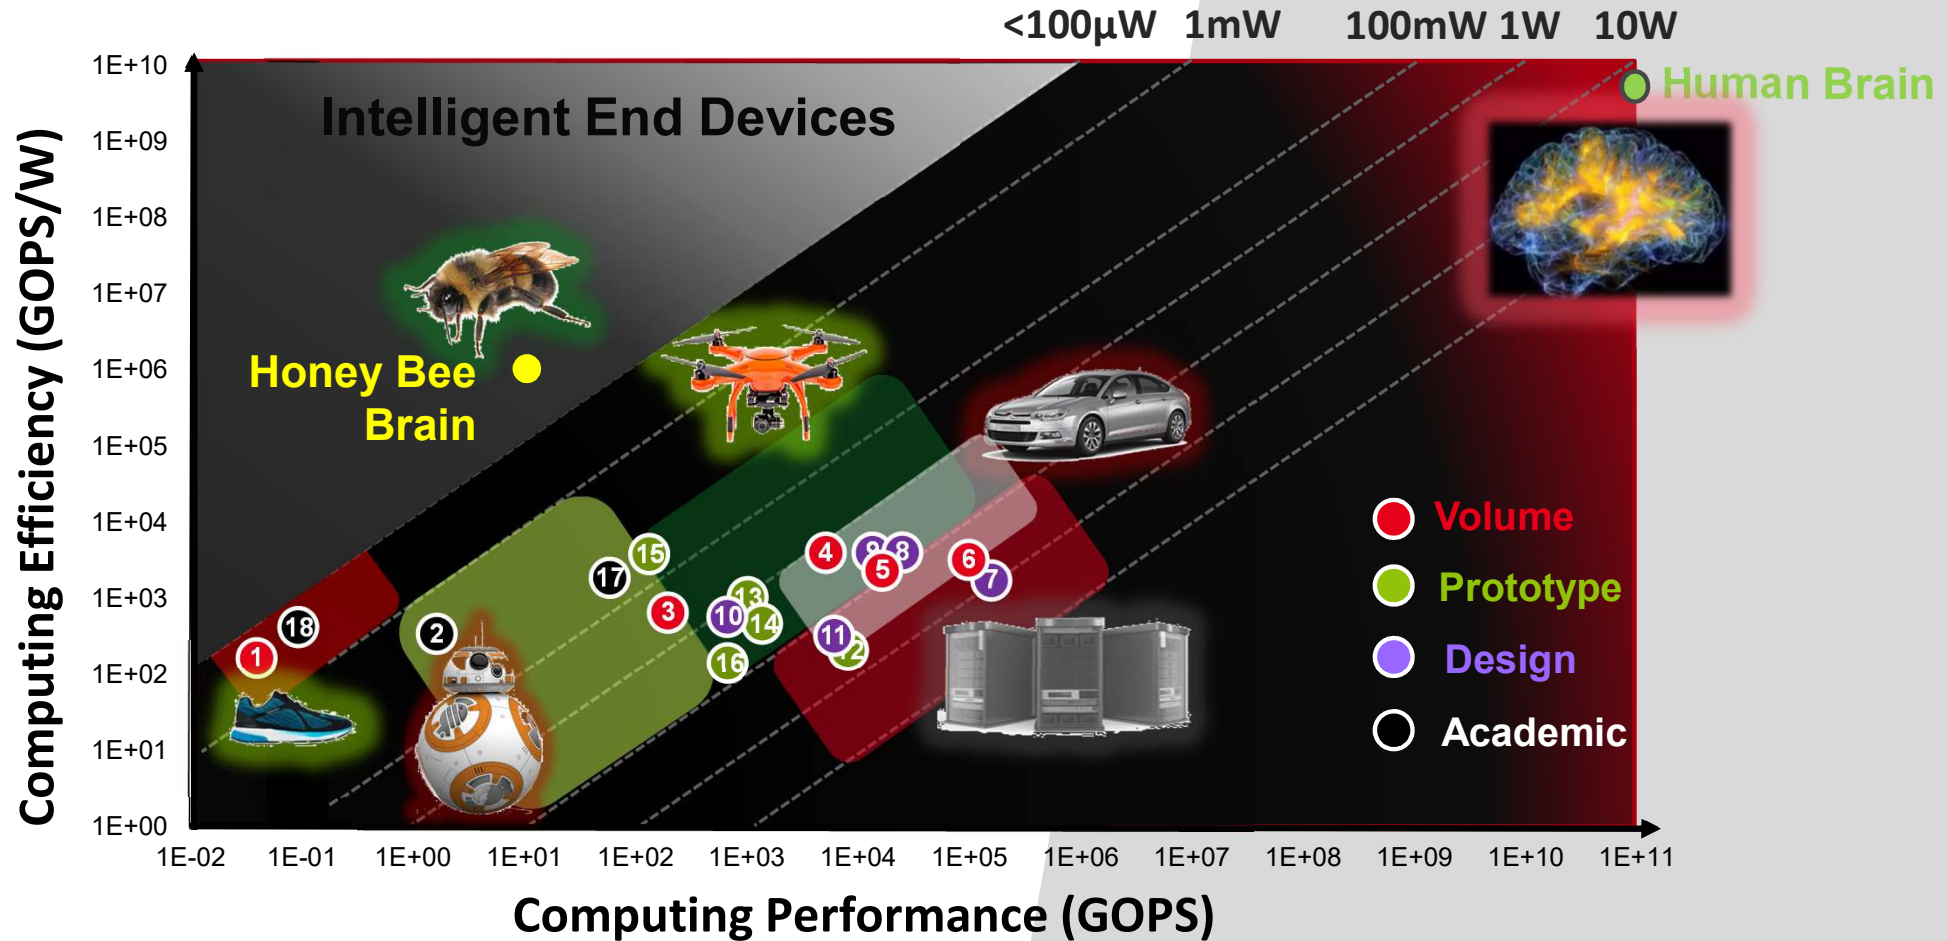 <100µW 1mW 100mW 1W 10W
1E+10
1E+09
1E+08
1E+07
1E+06
1E+05
1E+04
1E+03
1E+02
1E+01
1E+00
Computing Efficiency (GOPS/W)
Intelligent End Devices
Human Brain
Honey Bee
Brain
1
18
2
17
15
3
10
13
14
16
4
9
8
5
6
7
11
12
Volume
Prototype
Design
Academic
1E-02 1E-01 1E+00 1E+01 1E+02 1E+03 1E+04 1E+05 1E+06 1E+07 1E+08 1E+09 1E+10 1E+11
Computing Performance (GOPS)